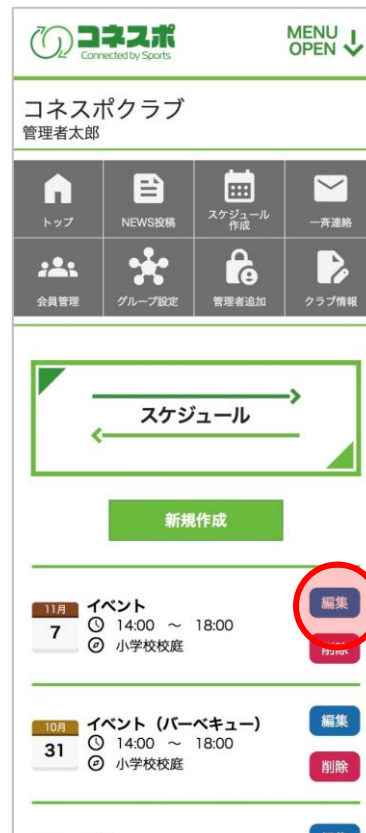 コネスポ
Connected by Sports
MENU
OPEN
コネスポクラブ
管理者太郎
トップ
NEWS投稿
スケジュール
作成
一斉連絡
会員管理
グループ設定
管理者追加
クラブ情報
スケジュール
新規作成
11月
7
イベント
14:00 ～ 18:00
小学校校庭
編集
削除
10月
31
イベント（バーベキュー）
14:00 ～ 18:00
小学校校庭
編集
削除